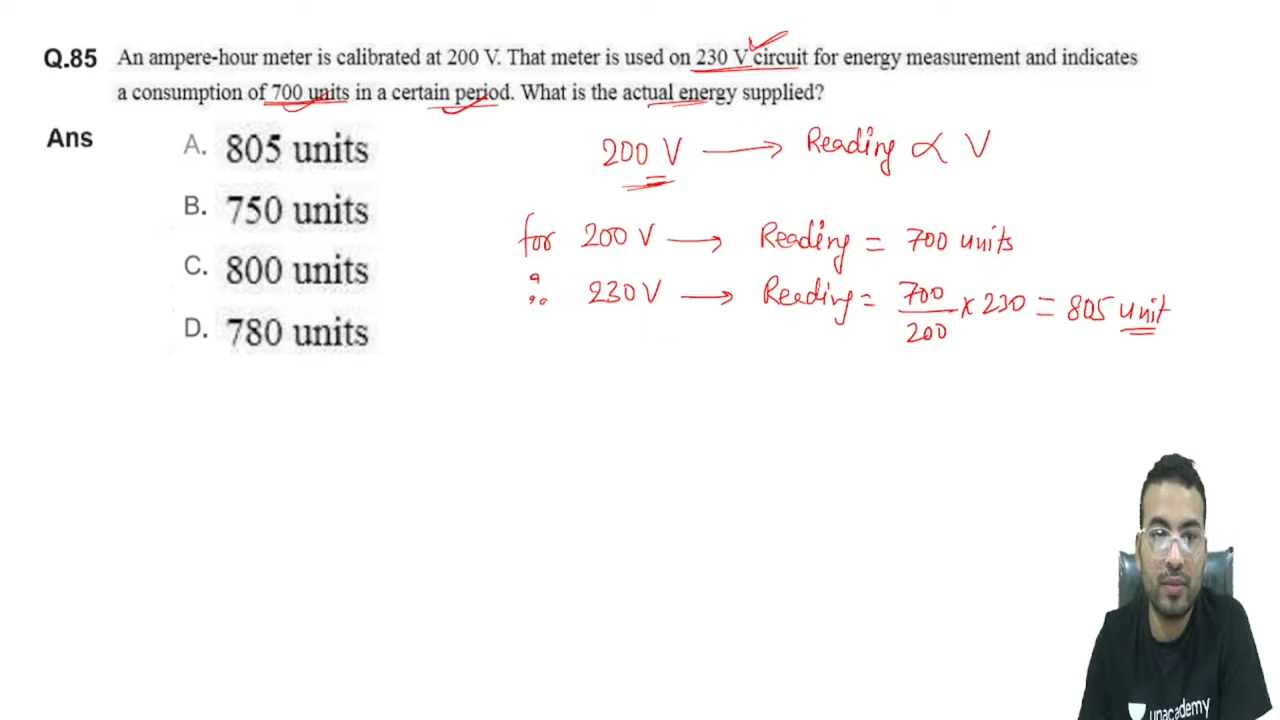 Q.85 An ampere-hour meter is calibrated at 200 V. That meter is used on 230 V circuit for energy measurement and indicates
a consumption of 700 units in a certain period. What is the actual energy supplied?
Ans
A. 805 units
B. 750 units
C. 800 units
D. 780 units
200 V ⟶ Reading ∝ V
for 200 V ⟶ Reading = 700 units
∴ 230 V ⟶ Reading = 700/200 × 230 = 805 unit
unacademy